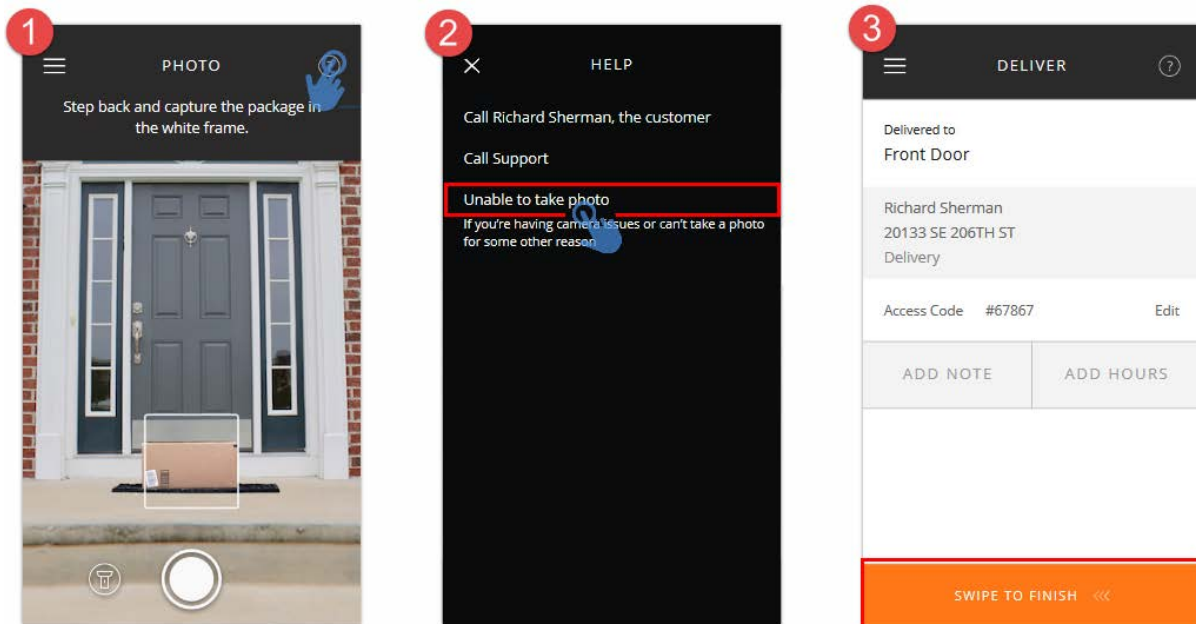 1
PHOTO
Step back and capture the package in
the white frame.
2
HELP
Call Richard Sherman, the customer
Call Support
Unable to take photo
If you're having camera issues or can't take a photo
for some other reason
3
DELIVER
?
Delivered to
Front Door
Richard Sherman
20133 SE 206TH ST
Delivery
Access Code #67867 Edit
ADD NOTE ADD HOURS
SWIPE TO FINISH <<<